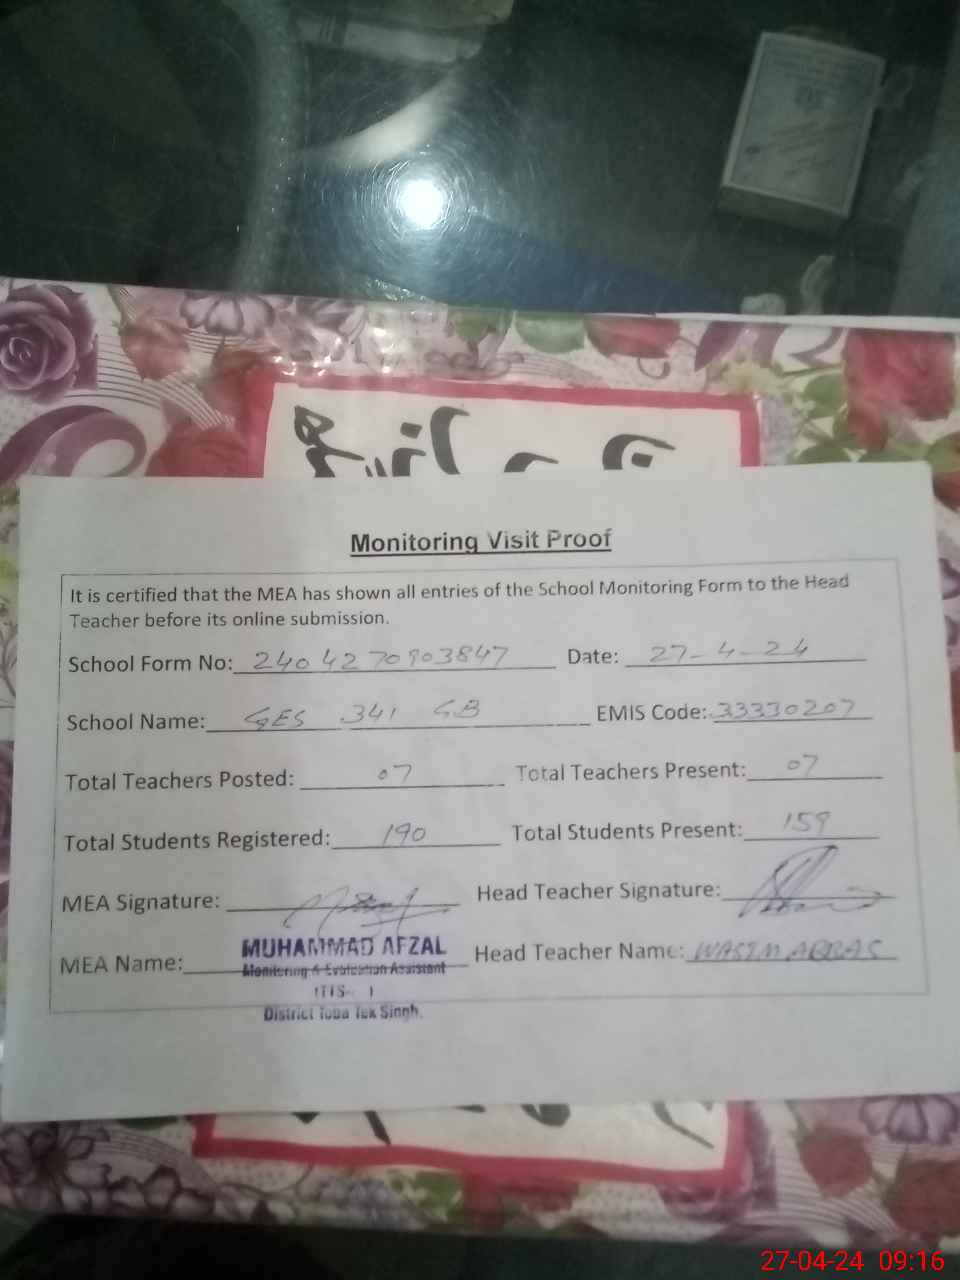 Monitoring Visit Proof
It is certified that the MEA has shown all entries of the School Monitoring Form to the Head
Teacher before its online submission.
School Form No: 240 42 70903847 Date: 27-4-24
School Name: GES 341 GB EMIS Code: 33330207
Total Teachers Posted: 07 Total Teachers Present: 07
Total Students Registered: 190 Total Students Present: 159
MEA Signature: Head Teacher Signature:
MEA Name: MUHAMMAD AFZAL Head Teacher Name: WASIM ABBAS
Monitoring & Evaluation Assistant
District Toba Tek Singh.
27-04-24 09:16